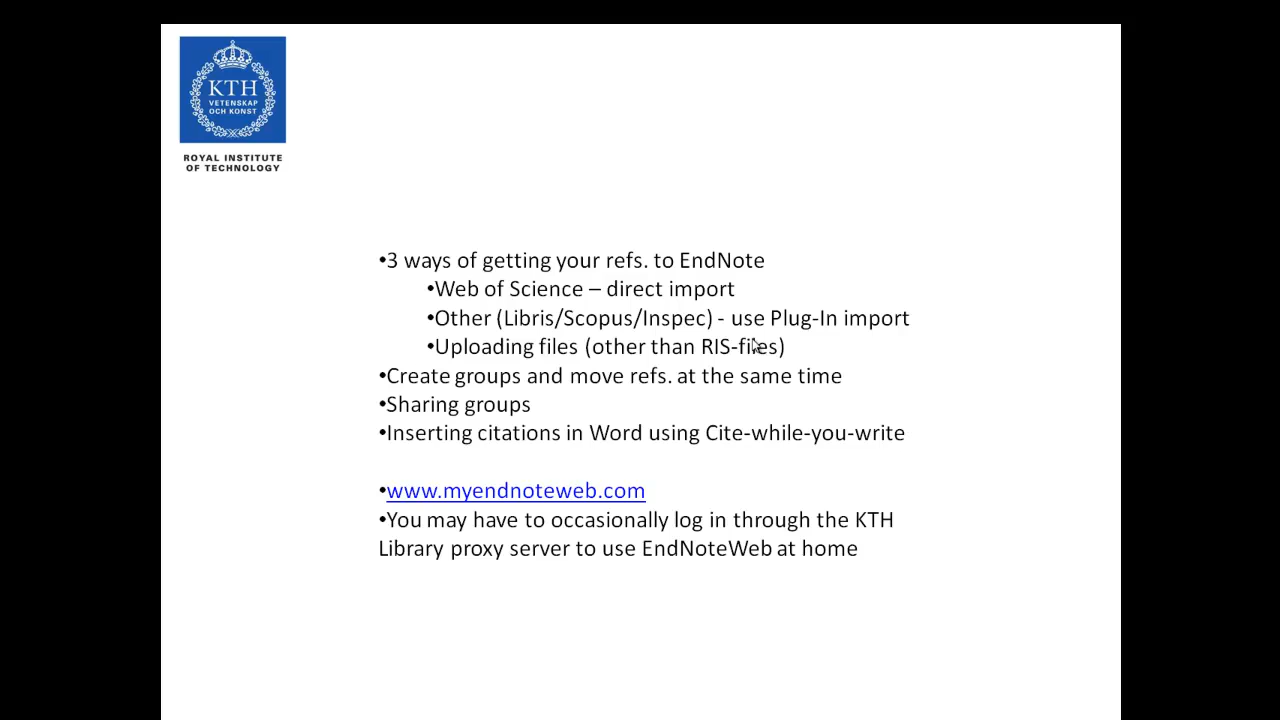 KTH
VETENSKAP
OCH KONST
ROYAL INSTITUTE
OF TECHNOLOGY
•3 ways of getting your refs. to EndNote
•Web of Science – direct import
•Other (Libris/Scopus/Inspec) - use Plug-In import
•Uploading files (other than RIS-files)
•Create groups and move refs. at the same time
•Sharing groups
•Inserting citations in Word using Cite-while-you-write
•www.myendnoteweb.com
•You may have to occasionally log in through the KTH
Library proxy server to use EndNoteWeb at home